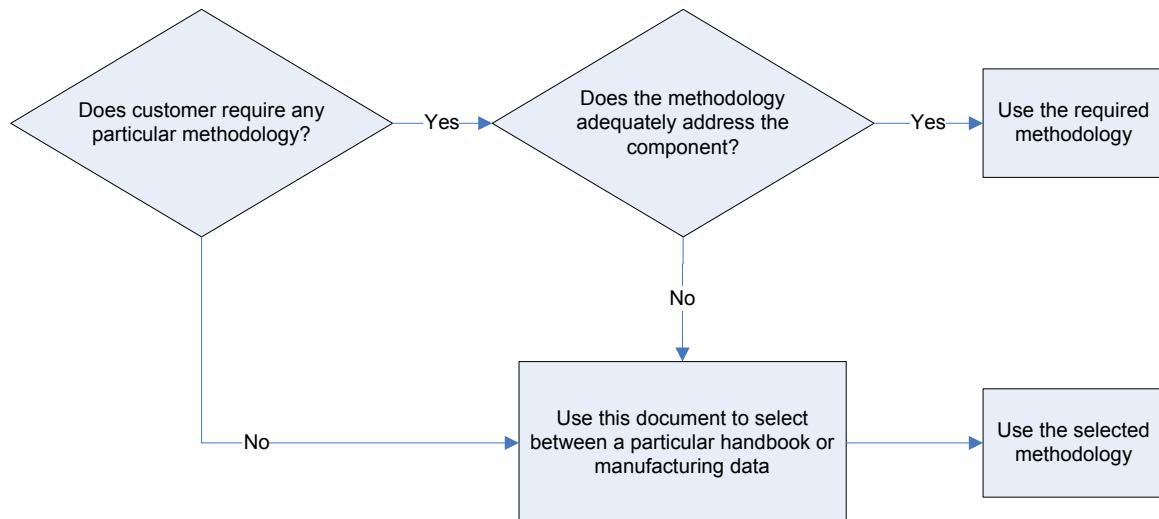 Does customer require any
particular methodology?
Yes
Does the methodology
adequately address the
component?
Yes
Use the required
methodology
No
No
Use this document to select
between a particular handbook or
manufacturing data
Use the selected
methodology